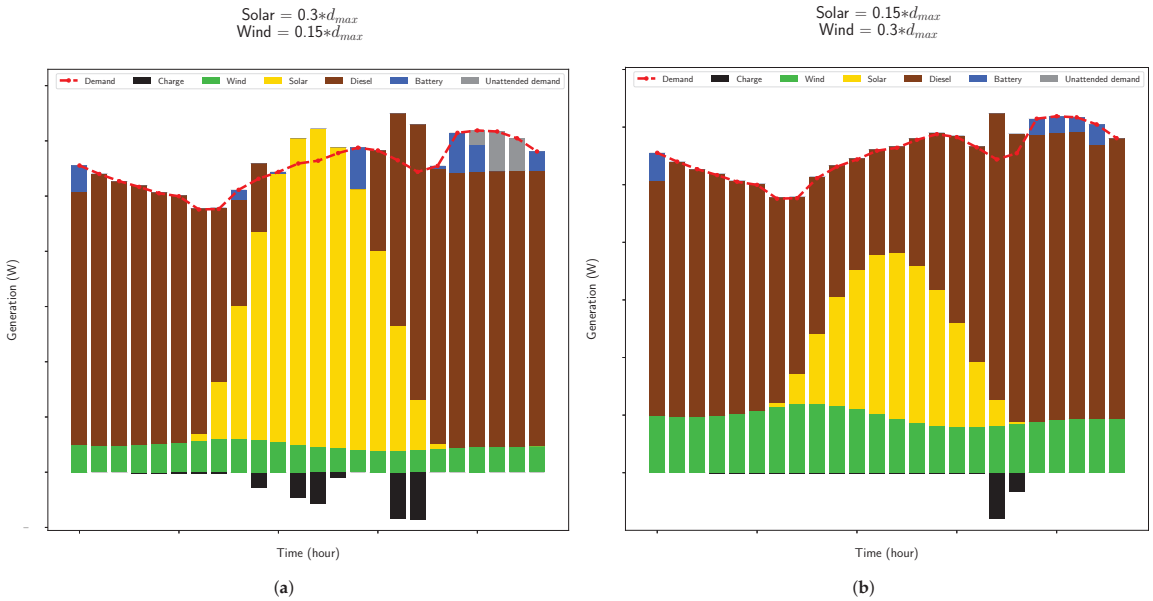 Solar = 0.3*d_max
Wind = 0.15*d_max
Demand Charge Wind Solar Diesel Battery Unattended demand
Generation (W)
Time (hour)
(a)
Solar = 0.15*d_max
Wind = 0.3*d_max
Demand Charge Wind Solar Diesel Battery Unattended demand
Generation (W)
Time (hour)
(b)